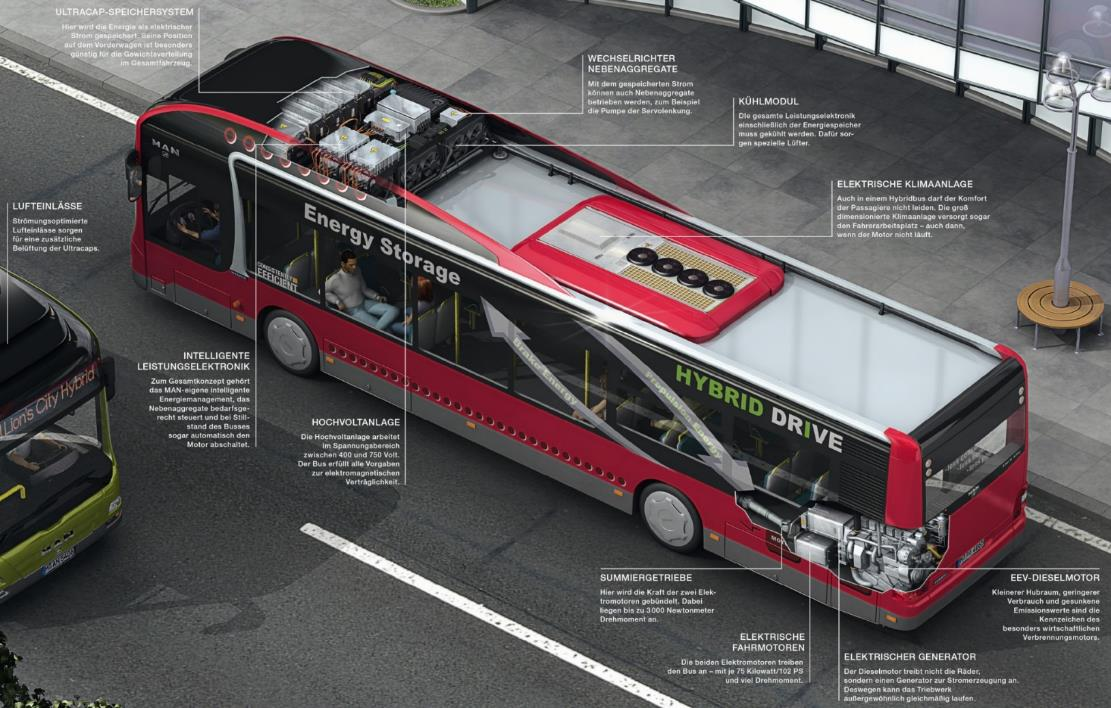 ULTRACAP-SPEICHERSYSTEM
Hier wird die Energie als elektrischer
Strom gespeichert. Seine Position
auf dem Vorderwagen ist besonders
günstig für die Gewichtsverteilung
im Gesamtfahrzeug.
WECHSELRICHTER
NEBENAGGREGATE
Mit dem gespeicherten Strom
können auch Nebenaggregate
betrieben werden, zum Beispiel
die Pumpe der Servolenkung.
KÜHLMODUL
Die gesamte Leistungselektronik
einschließlich der Energiespeicher
muss gekühlt werden. Dafür sor-
gen spezielle Lüfter.
ELEKTRISCHE KLIMAANLAGE
Auch in einem Hybridbus darf der Komfort
der Passagiere nicht leiden. Die groß
dimensionierte Klimaanlage versorgt sogar
den Fahrerarbeitsplatz – auch dann,
wenn der Motor nicht läuft.
LUFTEINLÄSSE
Strömungsoptimierte
Lufteinlässe sorgen
für eine zusätzliche
Belüftung der Ultracaps.
MAN
Energy Storage
CONSISTENTLY
EFFICIENT
Brake Energy
Propulsion Energy
HYBRID DRIVE
INTELLIGENTE
LEISTUNGSELEKTRONIK
Zum Gesamtkonzept gehört
das MAN-eigene intelligente
Energiemanagement, das
Nebenaggregate bedarfsge-
recht steuert und bei Still-
stand des Busses
sogar automatisch den
Motor abschaltet.
HOCHVOLTANLAGE
Die Hochvoltanlage arbeitet
im Spannungsbereich
zwischen 400 und 750 Volt.
Der Bus erfüllt alle Vorgaben
zur elektromagnetischen
Verträglichkeit.
Lion's City Hybrid
MAN
SUMMIERGETRIEBE
Hier wird die Kraft der zwei Elek-
tromotoren gebündelt. Dabei
liegen bis zu 3000 Newtonmeter
Drehmoment an.
ELEKTRISCHE
FAHRMOTOREN
Die beiden Elektromotoren treiben
den Bus an – mit je 75 Kilowatt/102 PS
und viel Drehmoment.
ELEKTRISCHER GENERATOR
Der Dieselmotor treibt nicht die Räder,
sondern einen Generator zur Stromerzeugung an.
Deswegen kann das Triebwerk
außergewöhnlich gleichmäßig laufen.
EEV-DIESELMOTOR
Kleinerer Hubraum, geringerer
Verbrauch und gesunkene
Emissionswerte sind die
Kennzeichen des
besonders wirtschaftlichen
Verbrennungsmotors.